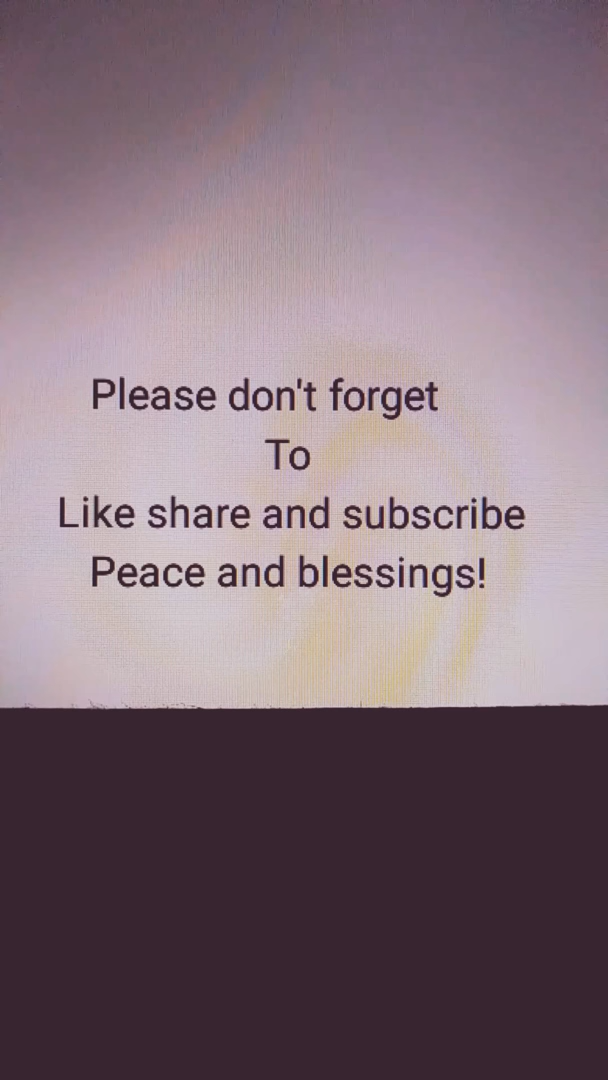 Please don't forget
To
Like share and subscribe
Peace and blessings!